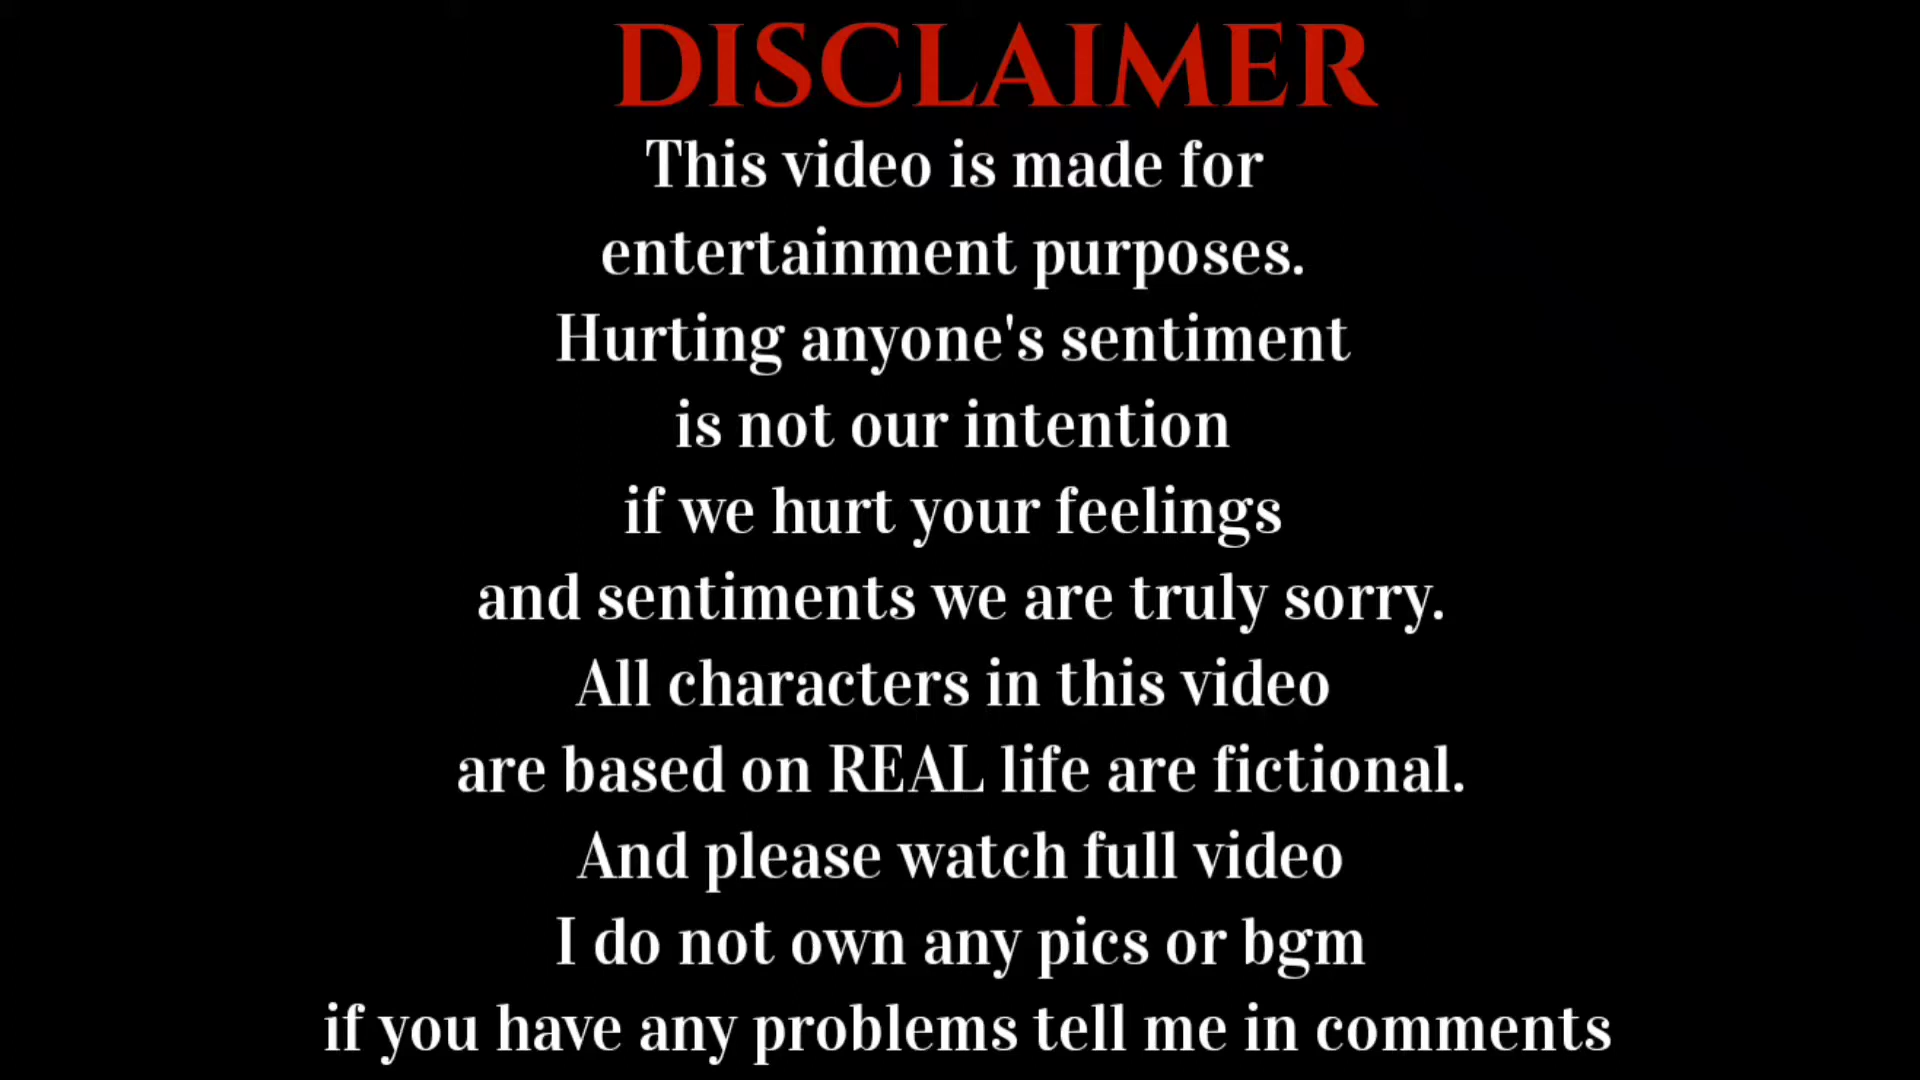 DISCLAIMER
This video is made for
entertainment purposes.
Hurting anyone's sentiment
is not our intention
if we hurt your feelings
and sentiments we are truly sorry.
All characters in this video
are based on REAL life are fictional.
And please watch full video
I do not own any pics or bgm
if you have any problems tell me in comments